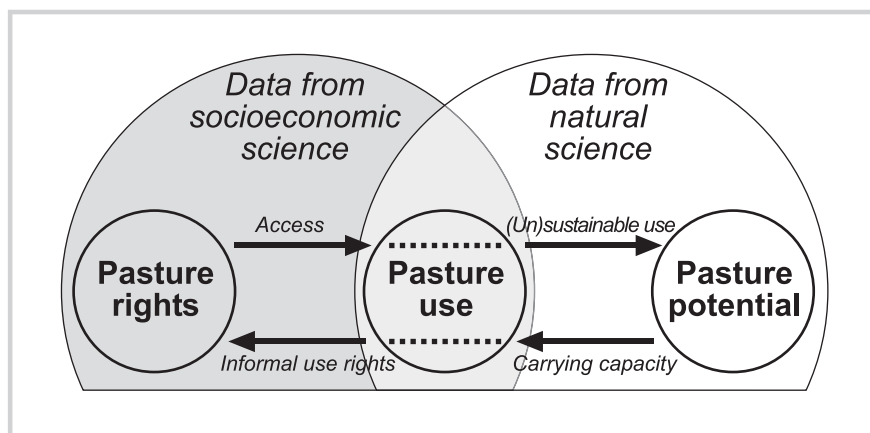 Data from
socioeconomic
science
Data from
natural
science
Access
(Un)sustainable use
Pasture
rights
Pasture
use
Pasture
potential
Informal use rights
Carrying capacity